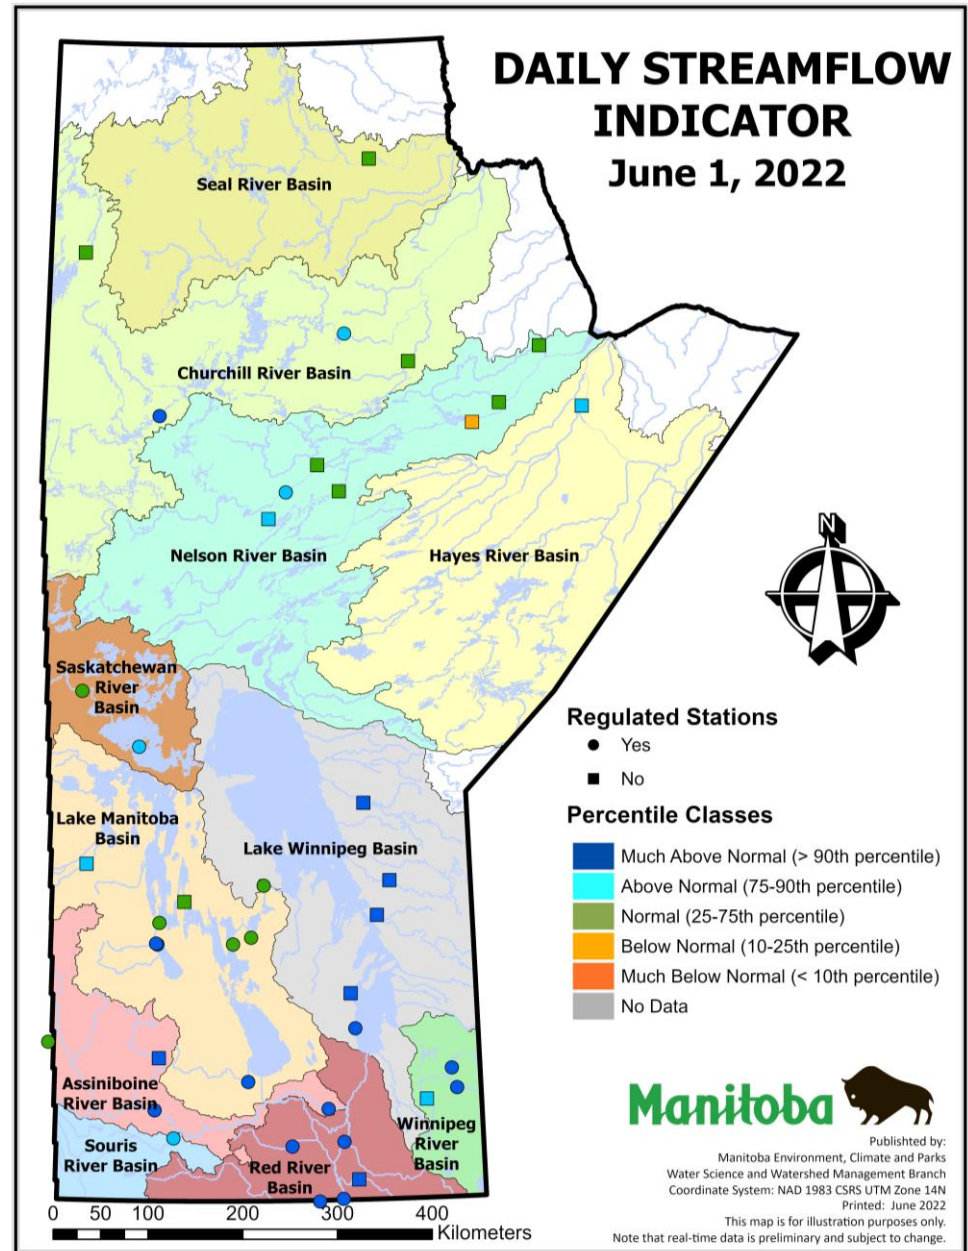 DAILY STREAMFLOW
INDICATOR
June 1, 2022
Seal River Basin
Churchill River Basin
Nelson River Basin
Hayes River Basin
N
Saskatchewan
River
Basin
Lake Manitoba
Basin
Lake Winnipeg Basin
Assiniboine
River Basin
Souris
River Basin
Red River
Basin
Winnipeg
River
Basin
Regulated Stations
Yes
No
Percentile Classes
Much Above Normal (> 90th percentile)
Above Normal (75-90th percentile)
Normal (25-75th percentile)
Below Normal (10-25th percentile)
Much Below Normal (< 10th percentile)
No Data
Manitoba
Published by:
Manitoba Environment, Climate and Parks
Water Science and Watershed Management Branch
Coordinate System: NAD 1983 CSRS UTM Zone 14N
Printed: June 2022
This map is for illustration purposes only.
Note that real-time data is preliminary and subject to change.
0 50 100 200 300 400
Kilometers